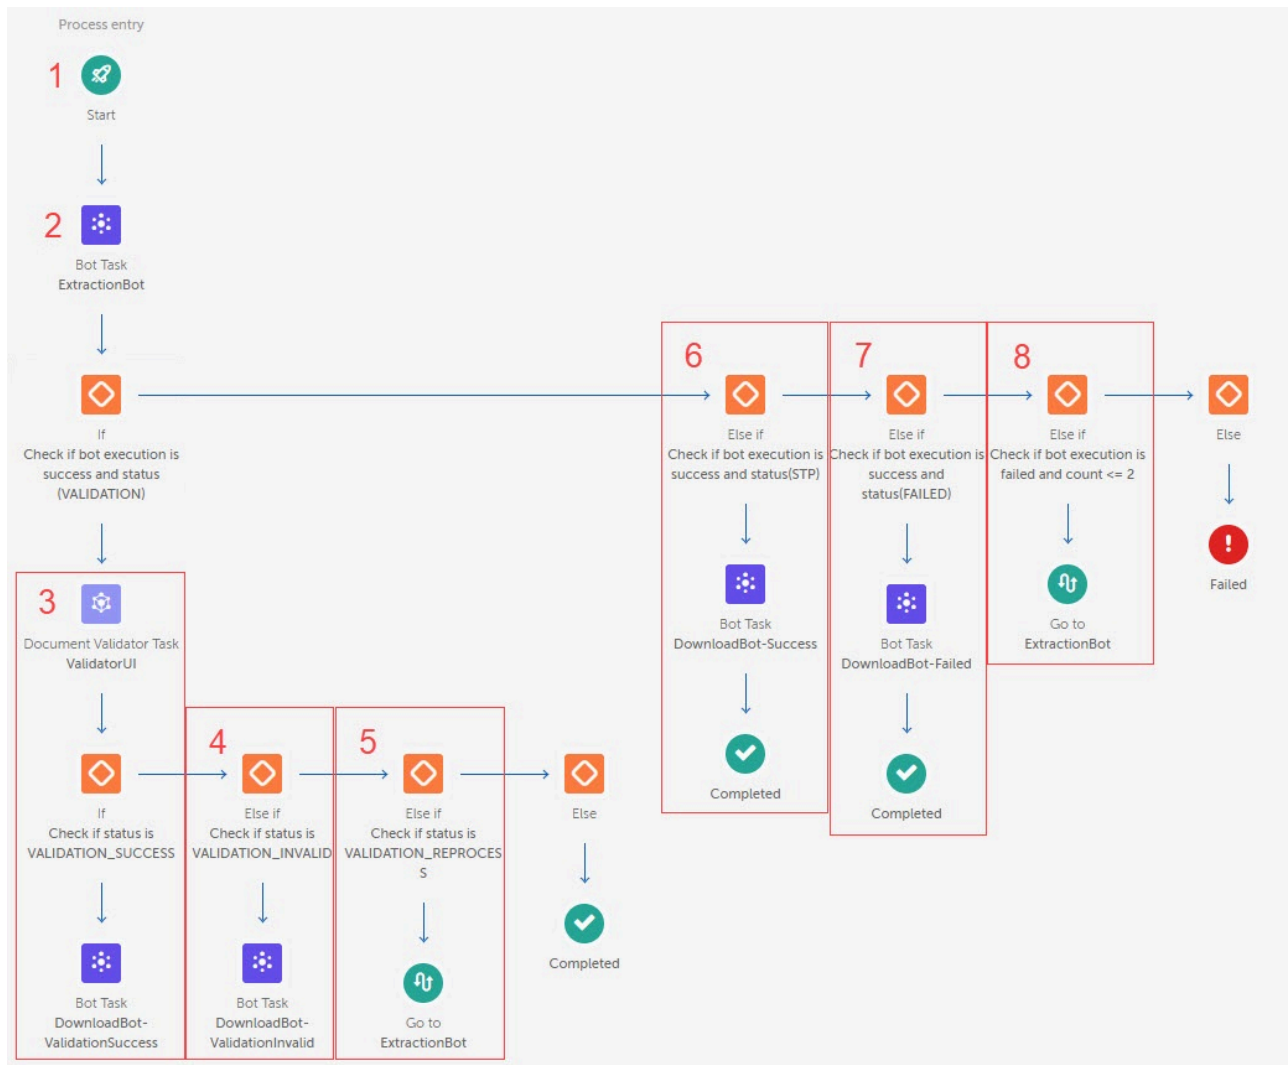 Process entry
1
Start
2
Bot Task
ExtractionBot
If
Check if bot execution is
success and status
(VALIDATION)
6
Else if
Check if bot execution is
success and status(STP)
Bot Task
DownloadBot-Success
Completed
7
Else if
Check if bot execution is
success and
status(FAILED)
Bot Task
DownloadBot-Failed
Completed
8
Else if
Check if bot execution is
failed and count <= 2
Go to
ExtractionBot
Else
Failed
3
Document Validator Task
ValidatorUI
If
Check if status is
VALIDATION_SUCCESS
Bot Task
DownloadBot-
ValidationSuccess
4
Else if
Check if status is
VALIDATION_INVALID
Bot Task
DownloadBot-
ValidationInvalid
5
Else if
Check if status is
VALIDATION_REPROCES
S
Go to
ExtractionBot
Else
Completed